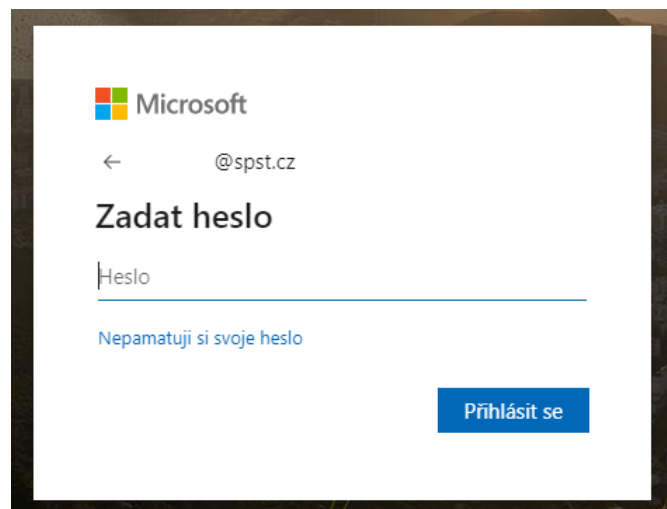 Microsoft
← @spst.cz
Zadat heslo
Heslo
Nepamatuji si svoje heslo
Přihlásit se